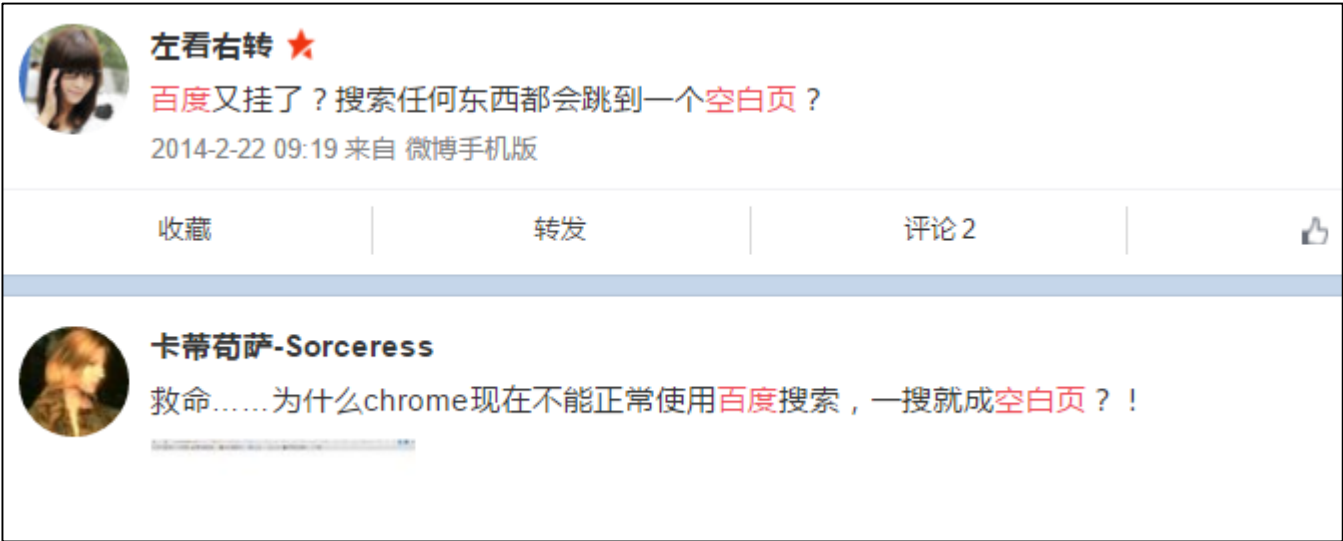 左看右转
百度又挂了？搜索任何东西都会跳到一个空白页？
2014-2-22 09:19 来自 微博手机版
收藏
转发
评论 2
卡蒂苟萨-Sorceress
救命……为什么chrome现在不能正常使用百度搜索，一搜就成空白页？！